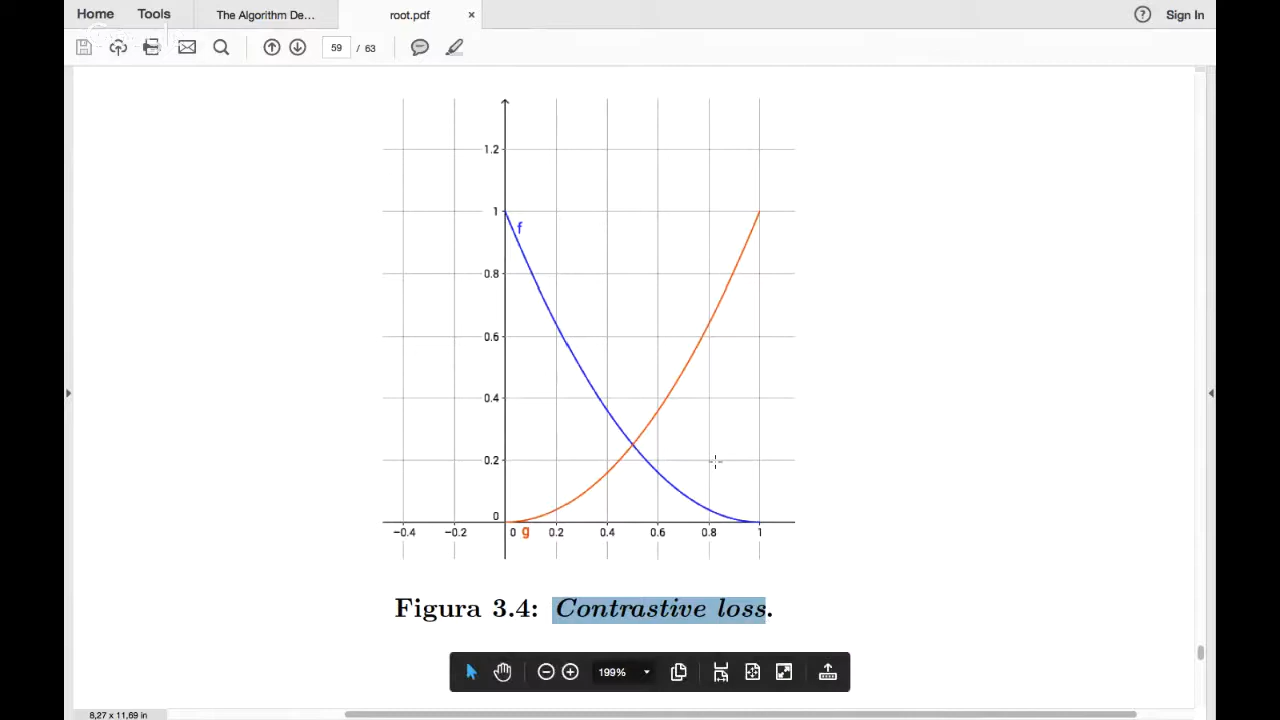 Home Tools The Algorithm De... root.pdf × ? Sign In
59 / 63
1.2
1
f
0.8
0.6
0.4
0.2
0
−0.4 −0.2 0 g 0.2 0.4 0.6 0.8 1
Figura 3.4: Contrastive loss.
199%
8,27 x 11,69 in